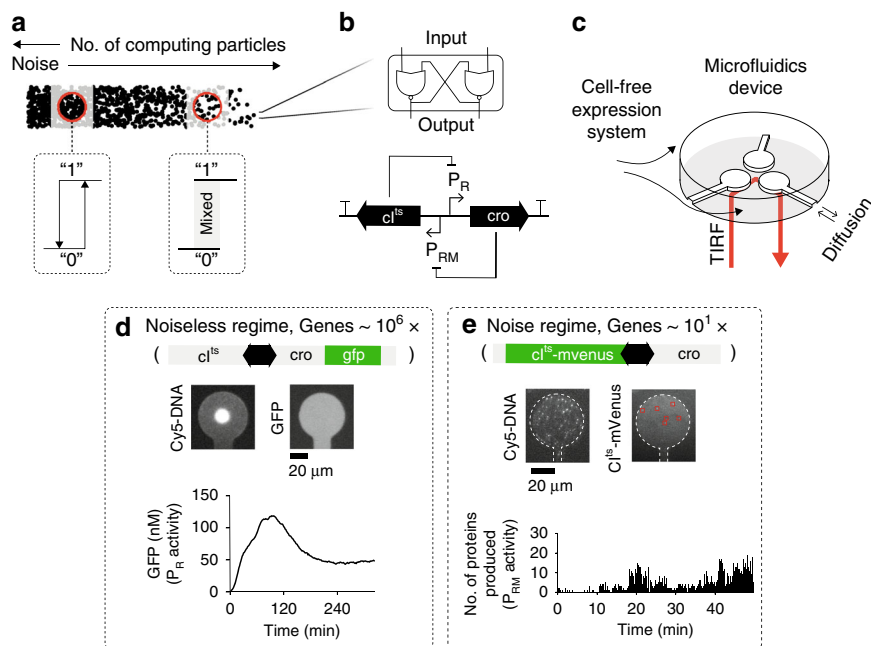 a
No. of computing particles
Noise
"1"
"0"
"1"
Mixed
"0"
b
Input
Output
P_R
cI^ts
cro
P_RM
c
Microfluidics
device
Cell-free
expression
system
TIRF
Diffusion
d Noiseless regime, Genes ~ 10^6 ×
( cI^ts cro gfp )
Cy5-DNA
GFP
20 µm
GFP (nM)
(P_R activity)
150
100
50
0
0 120 240
Time (min)
e Noise regime, Genes ~ 10^1 ×
( cI^ts-mvenus cro )
Cy5-DNA
CI^ts-mVenus
20 µm
No. of proteins
produced
(P_RM activity)
30
20
10
0
0 10 20 30 40
Time (min)